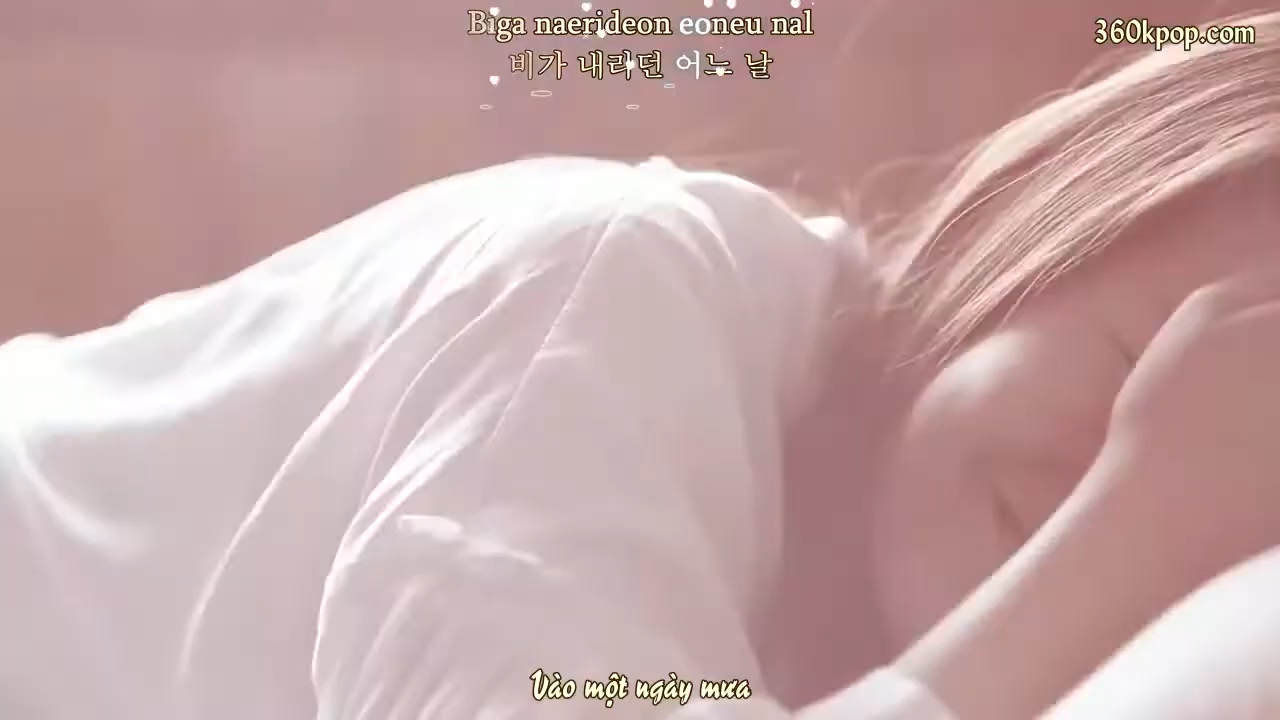 Biga naerideon eoneu nal
360kpop.com
비가 내리던 어느 날
Vào một ngày mưa